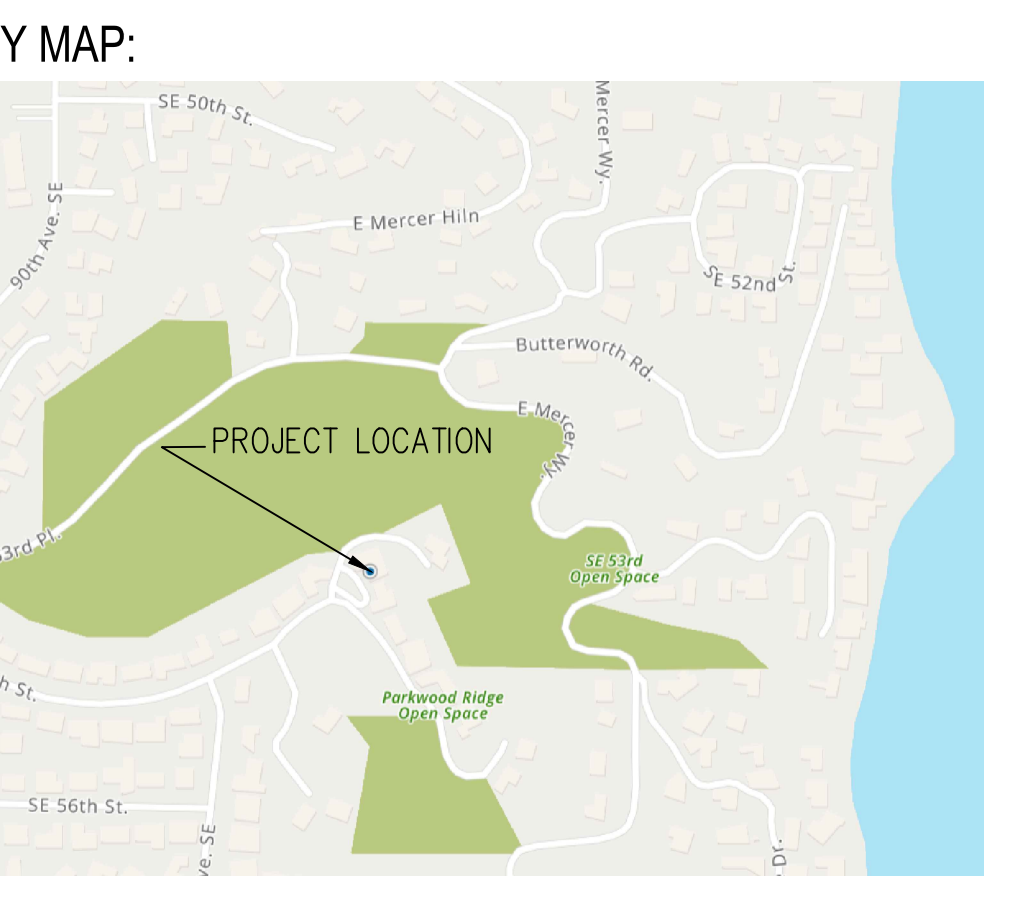 Y MAP:
SE 50th St.
Mercer Wy.
90th Ave. SE
E Mercer Hiln
SE 52nd St.
Butterworth Rd.
E Mercer Wy.
PROJECT LOCATION
53rd Pl.
SE 53rd
Open Space
h St.
Parkwood Ridge
Open Space
SE 56th St.
ve. SE
Dr.